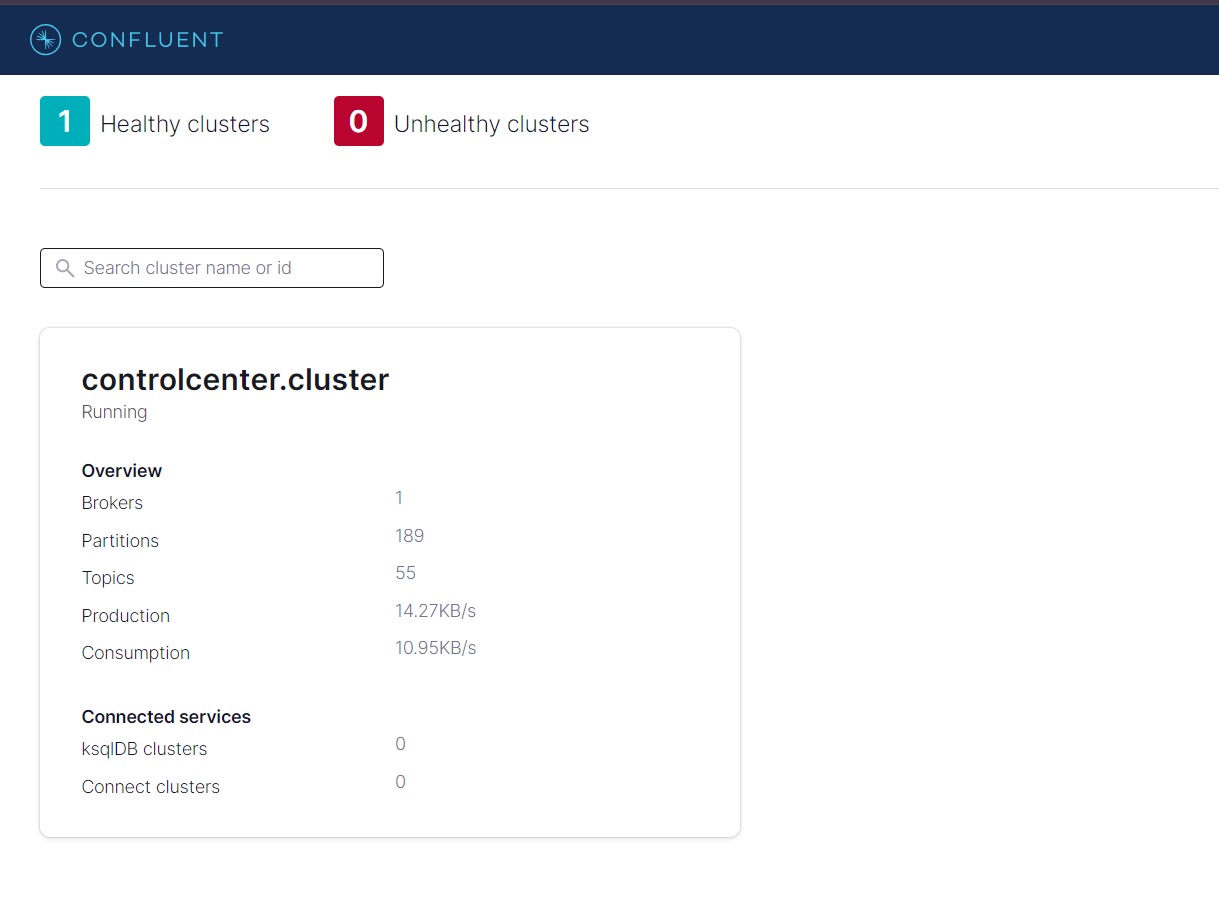 CONFLUENT
1 Healthy clusters 0 Unhealthy clusters
Search cluster name or id
controlcenter.cluster
Running
Overview
Brokers 1
Partitions 189
Topics 55
Production 14.27KB/s
Consumption 10.95KB/s
Connected services
ksqlDB clusters 0
Connect clusters 0